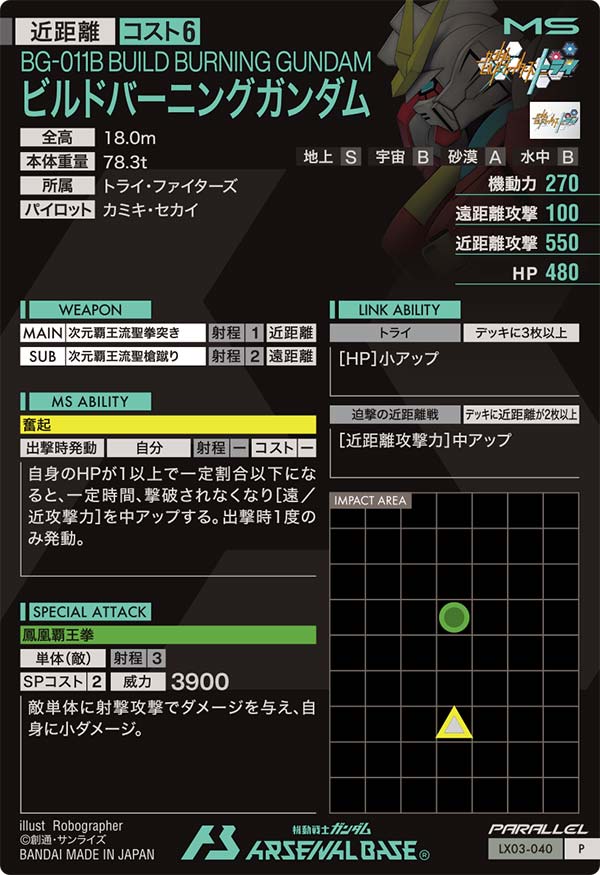 近距離 コスト6
MS
BG-011B BUILD BURNING GUNDAM
ビルドバーニングガンダム
全高 18.0m
本体重量 78.3t
所属 トライ・ファイターズ
パイロット カミキ・セカイ
地上 S 宇宙 B 砂漠 A 水中 B
機動力 270
遠距離攻撃 100
近距離攻撃 550
HP 480
WEAPON
MAIN 次元覇王流聖拳突き 射程 1 近距離
SUB 次元覇王流聖槍蹴り 射程 2 遠距離
MS ABILITY
奮起
出撃時発動 自分 射程 ー コスト ー
自身のHPが1以上で一定割合以下にな
ると、一定時間、撃破されなくなり[遠／
近攻撃力]を中アップする。出撃時1度の
み発動。
SPECIAL ATTACK
鳳凰覇王拳
単体(敵) 射程 3
SPコスト 2 威力 3900
敵単体に射撃攻撃でダメージを与え、自
身に小ダメージ。
LINK ABILITY
トライ デッキに3枚以上
[HP]小アップ
迫撃の近距離戦 デッキに近距離が2枚以上
[近距離攻撃力]中アップ
IMPACT AREA
illust Robographer
©創通・サンライズ
BANDAI MADE IN JAPAN
機動戦士ガンダム
AB ARSENAL BASE®
PARALLEL
LX03-040 P